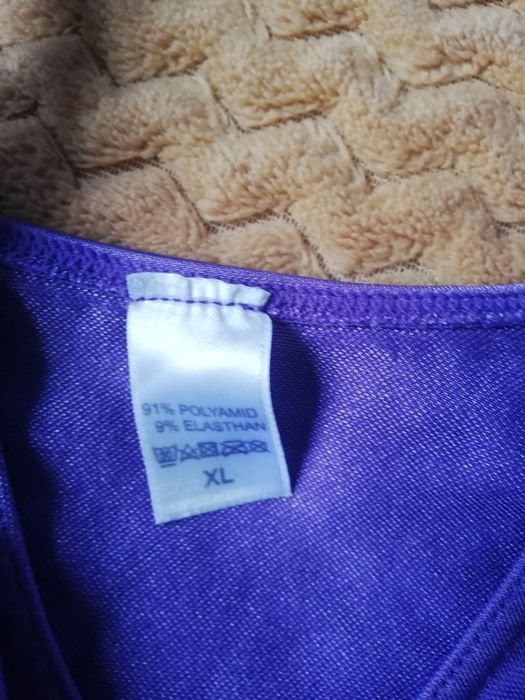 91% POLYAMID
9% ELASTHAN
XL